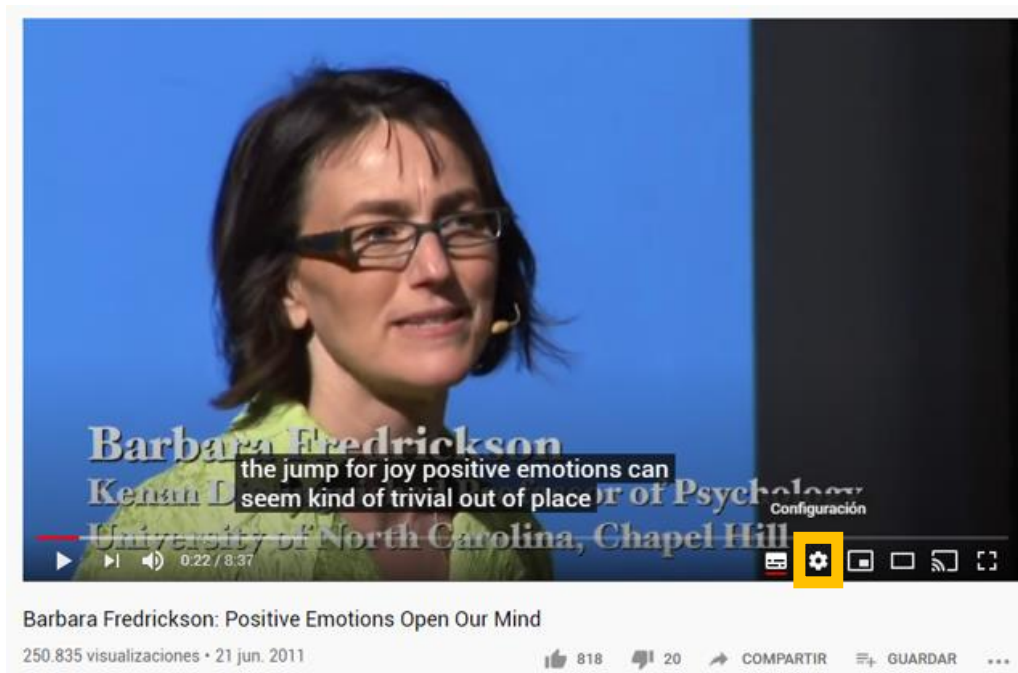 Barbara Fredrickson
the jump for joy positive emotions can
seem kind of trivial out of place
Kenan D or of Psychology
University of North Carolina, Chapel Hill
Configuración
0:22 / 8:37
Barbara Fredrickson: Positive Emotions Open Our Mind
250.835 visualizaciones • 21 jun. 2011
818
20
COMPARTIR
GUARDAR